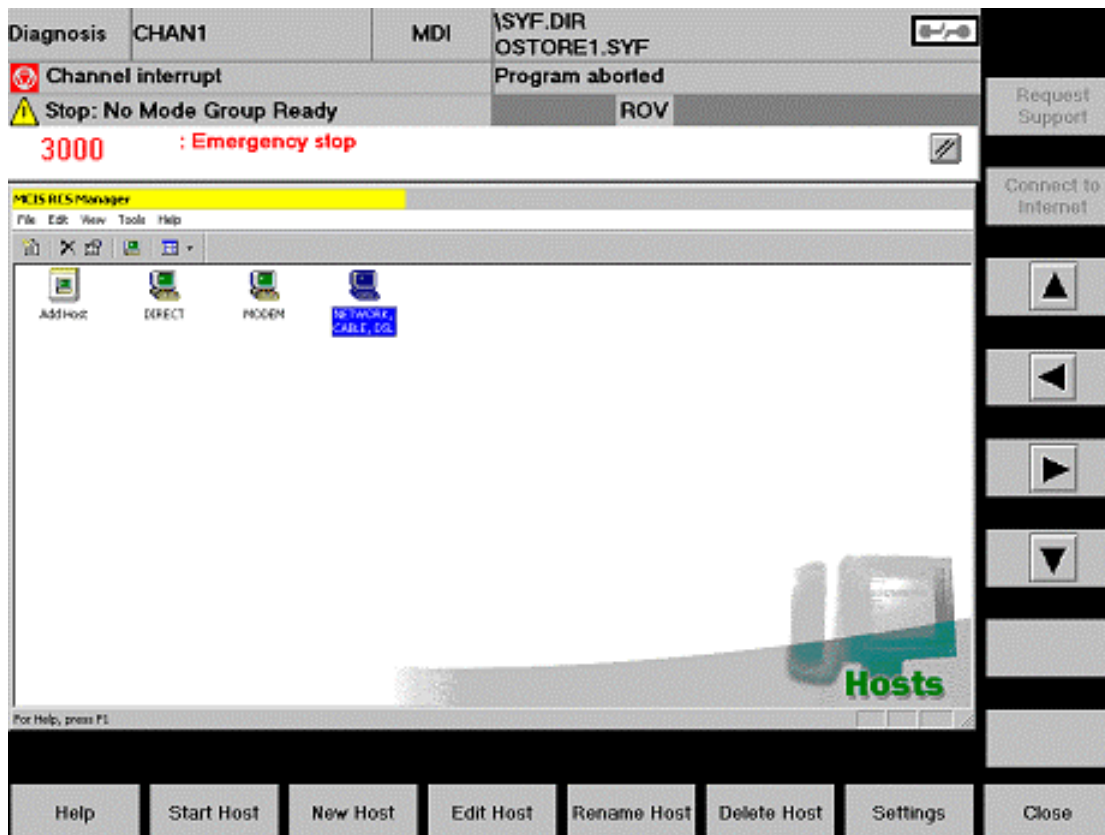 Diagnosis CHAN1 MDI \SYF.DIR
OSTORE1.SYF
Channel interrupt Program aborted
Stop: No Mode Group Ready ROV
3000 : Emergency stop
Request
Support
Connect to
Internet
MCIS RCS Manager
File Edit View Tools Help
Add Host DIRECT MODEM NETWORK,
CABLE, DSL
Hosts
For Help, press F1
Help Start Host New Host Edit Host Rename Host Delete Host Settings Close